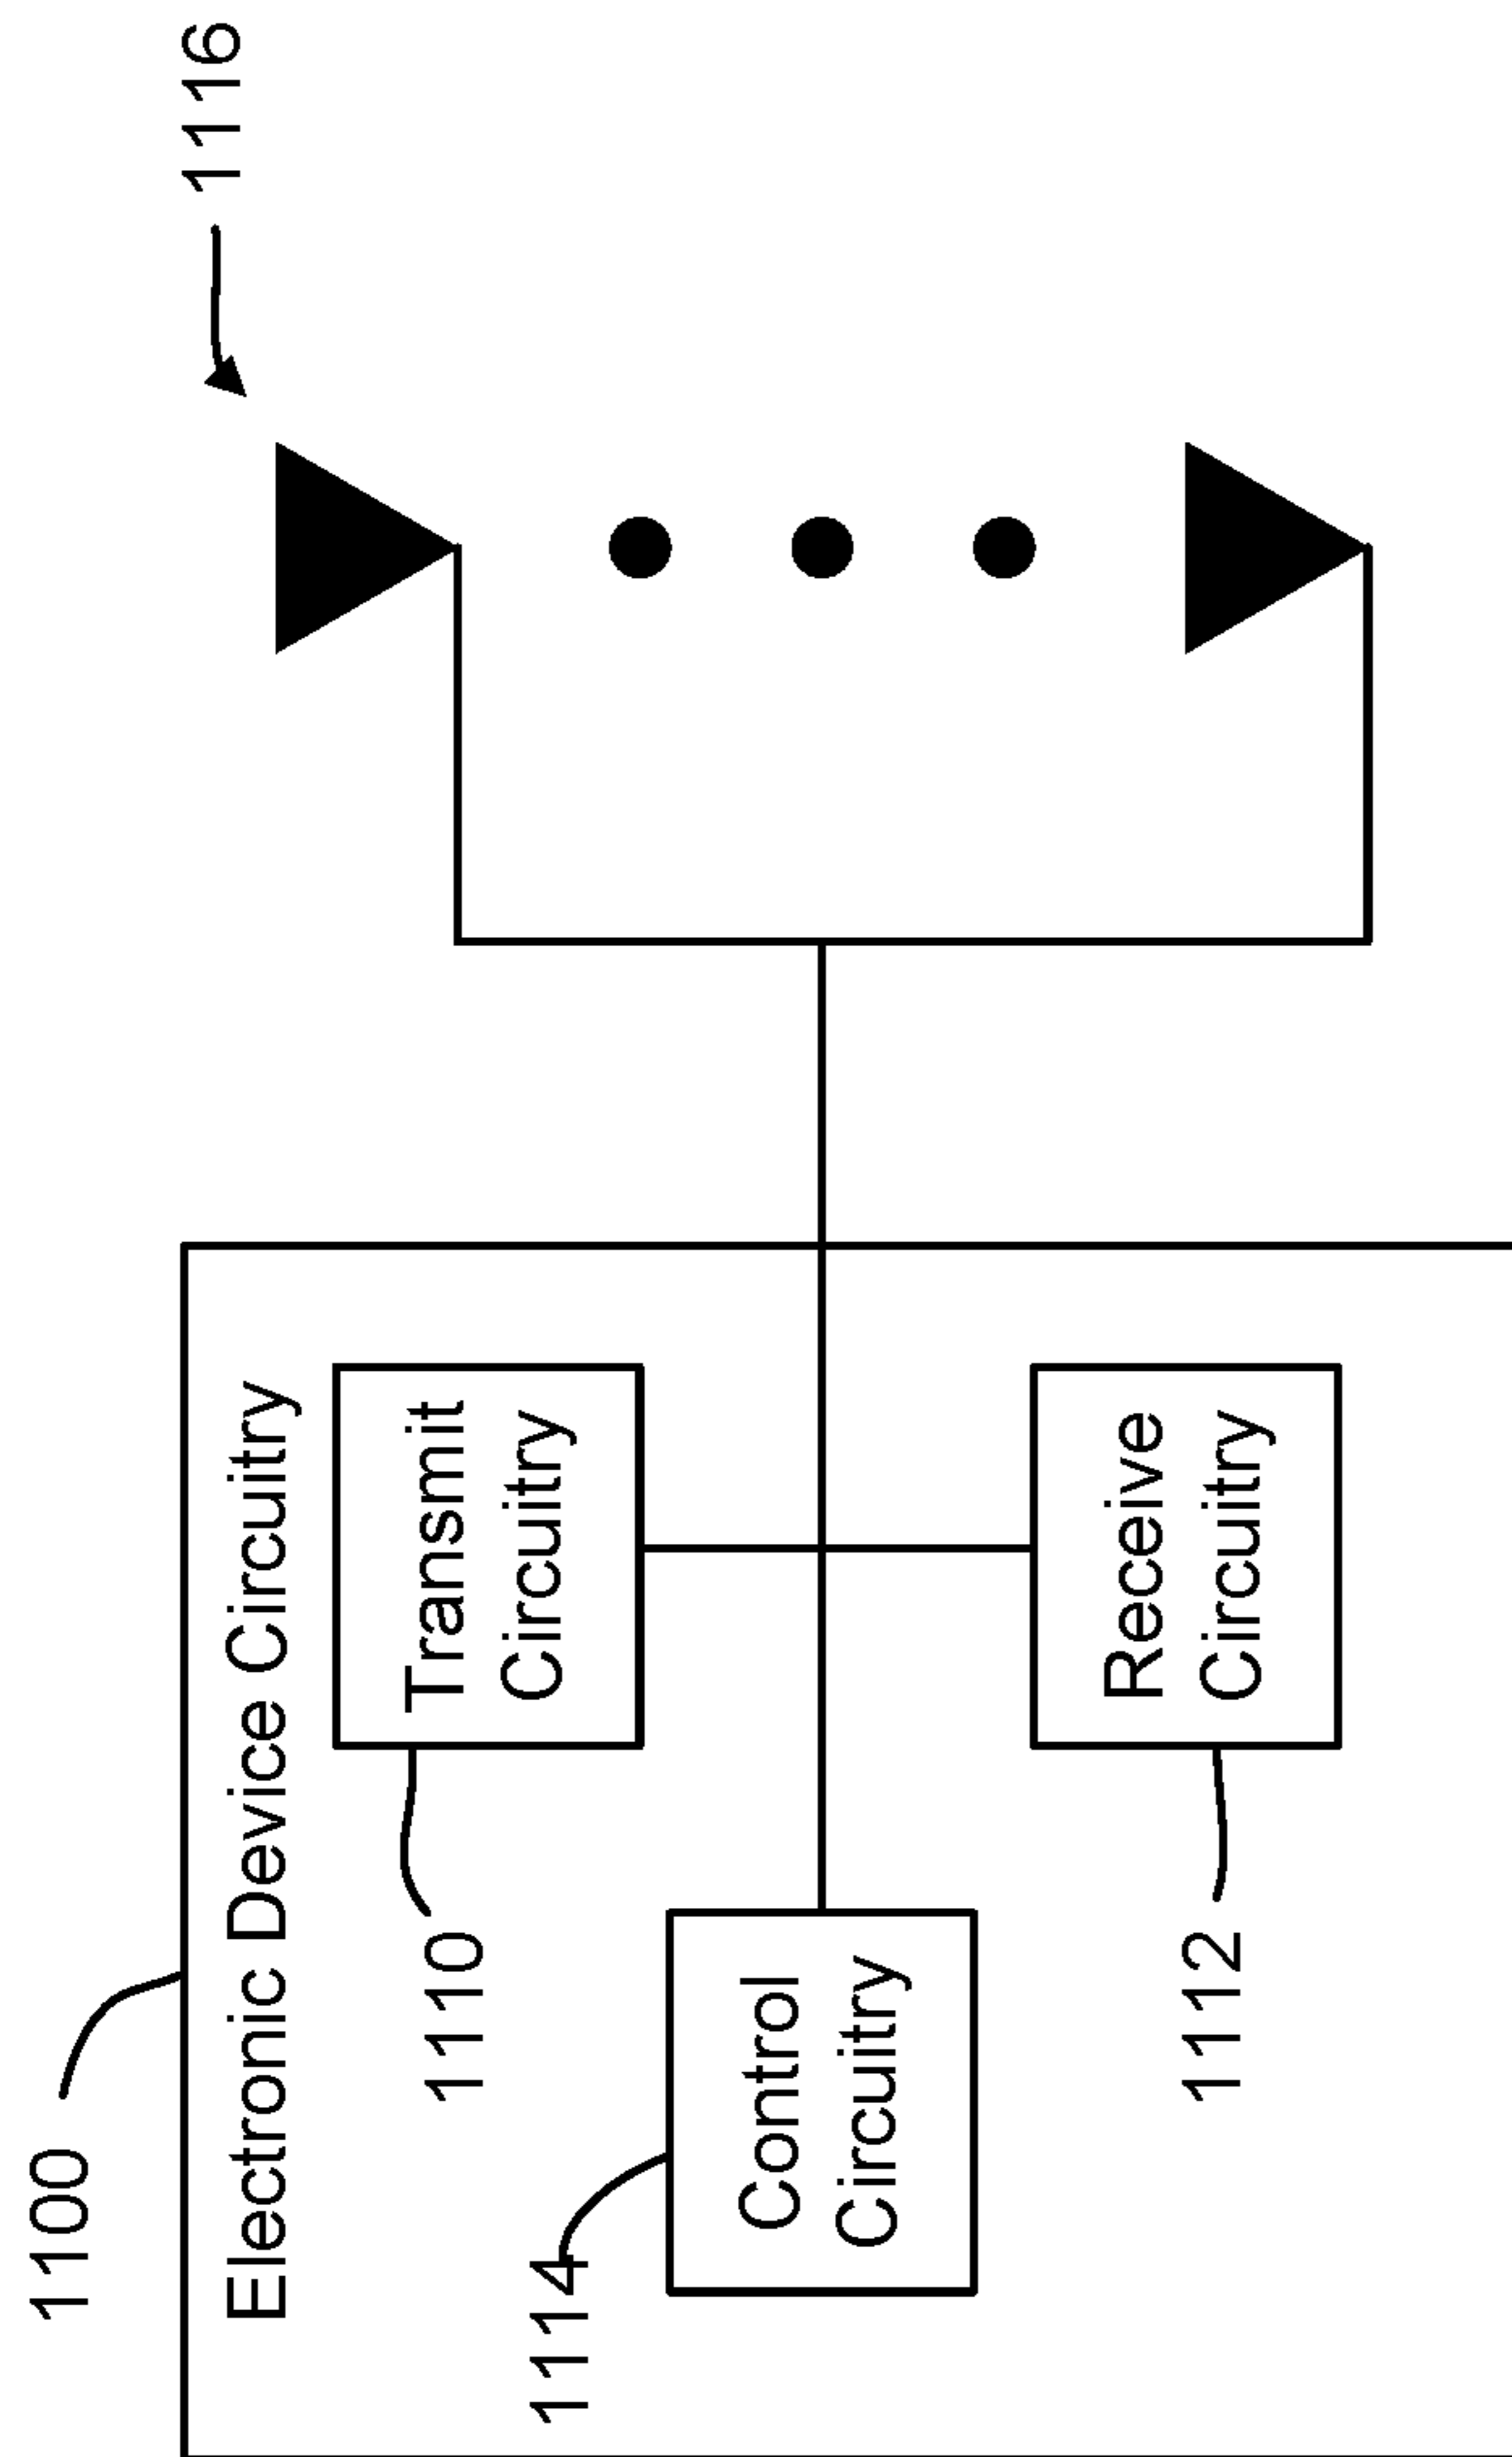 1100
Electronic Device Circuitry
1110
Transmit
Circuitry
1114
Control
Circuitry
1112
Receive
Circuitry
1116